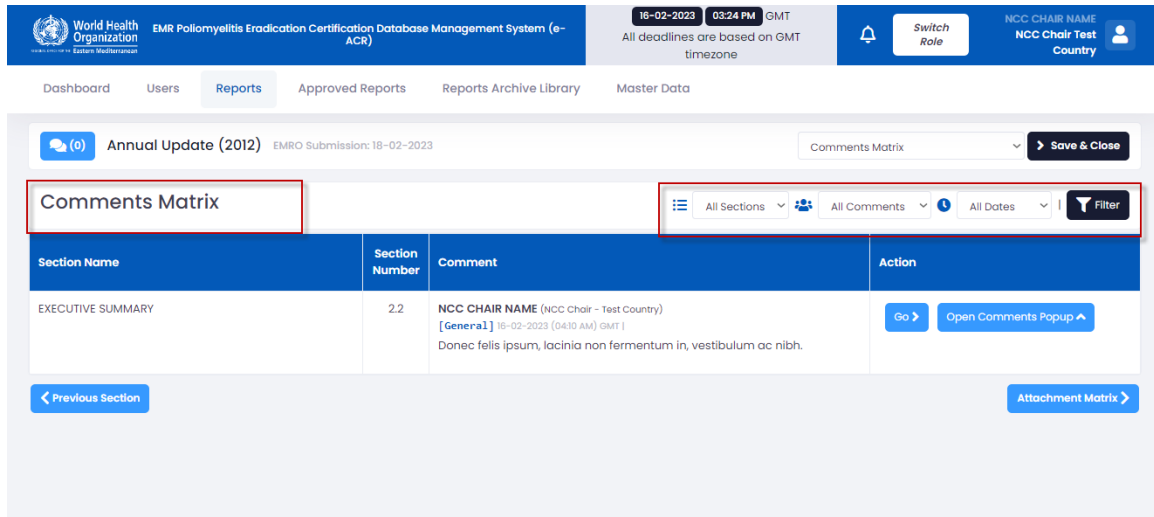 World Health
Organization
Eastern Mediterranean
EMR Poliomyelitis Eradication Certification Database Management System (e-
ACR)
16-02-2023 03:24 PM GMT
All deadlines are based on GMT
timezone
Switch
Role
NCC CHAIR NAME
NCC Chair Test
Country
Dashboard Users Reports Approved Reports Reports Archive Library Master Data
(0) Annual Update (2012) EMRO Submission: 18-02-2023 Comments Matrix Save & Close
Comments Matrix
All Sections All Comments All Dates | Filter
Section Name Section
Number Comment Action
EXECUTIVE SUMMARY 2.2 NCC CHAIR NAME (NCC Chair - Test Country)
[General] 16-02-2023 (04:10 AM) GMT |
Donec felis ipsum, lacinia non fermentum in, vestibulum ac nibh.
Go Open Comments Popup
Previous Section Attachment Matrix